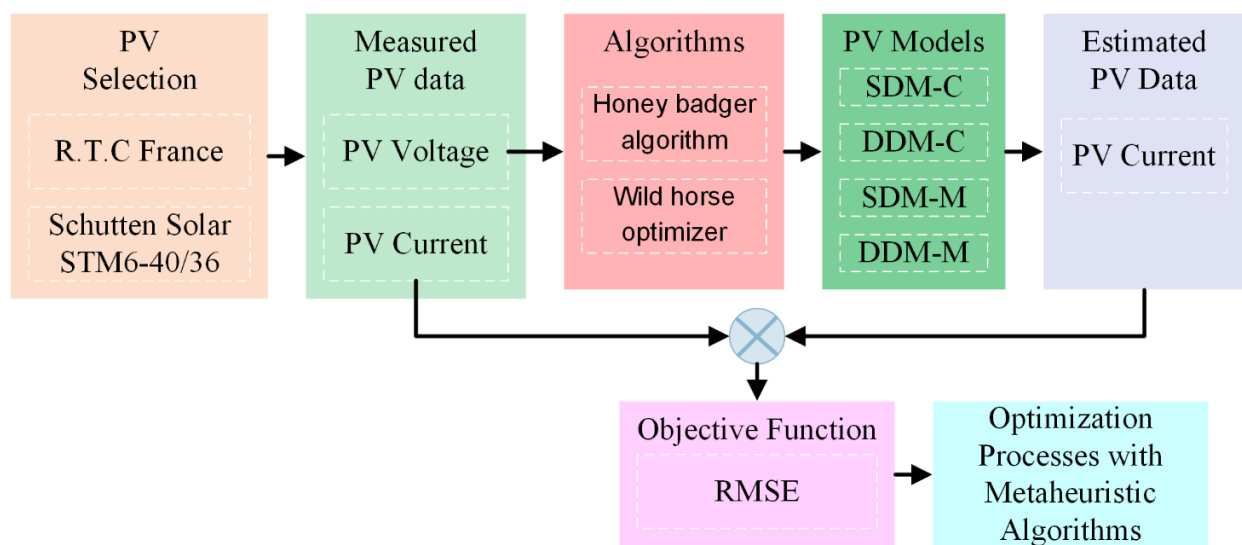 PV
Selection
R.T.C France
Schutten Solar
STM6-40/36
Measured
PV data
PV Voltage
PV Current
Algorithms
Honey badger
algorithm
Wild horse
optimizer
PV Models
SDM-C
DDM-C
SDM-M
DDM-M
Estimated
PV Data
PV Current
Objective Function
RMSE
Optimization
Processes with
Metaheuristic
Algorithms